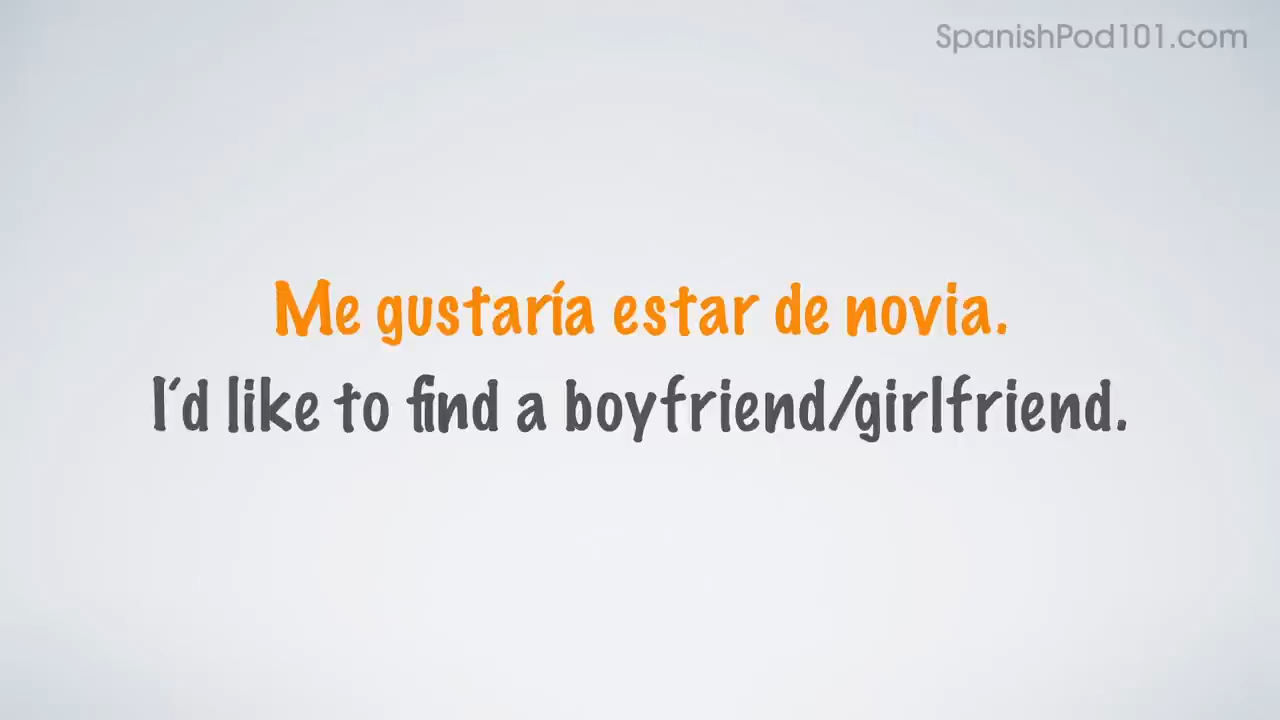 SpanishPod101.com
Me gustaría estar de novia.
I´d like to find a boyfriend/girlfriend.